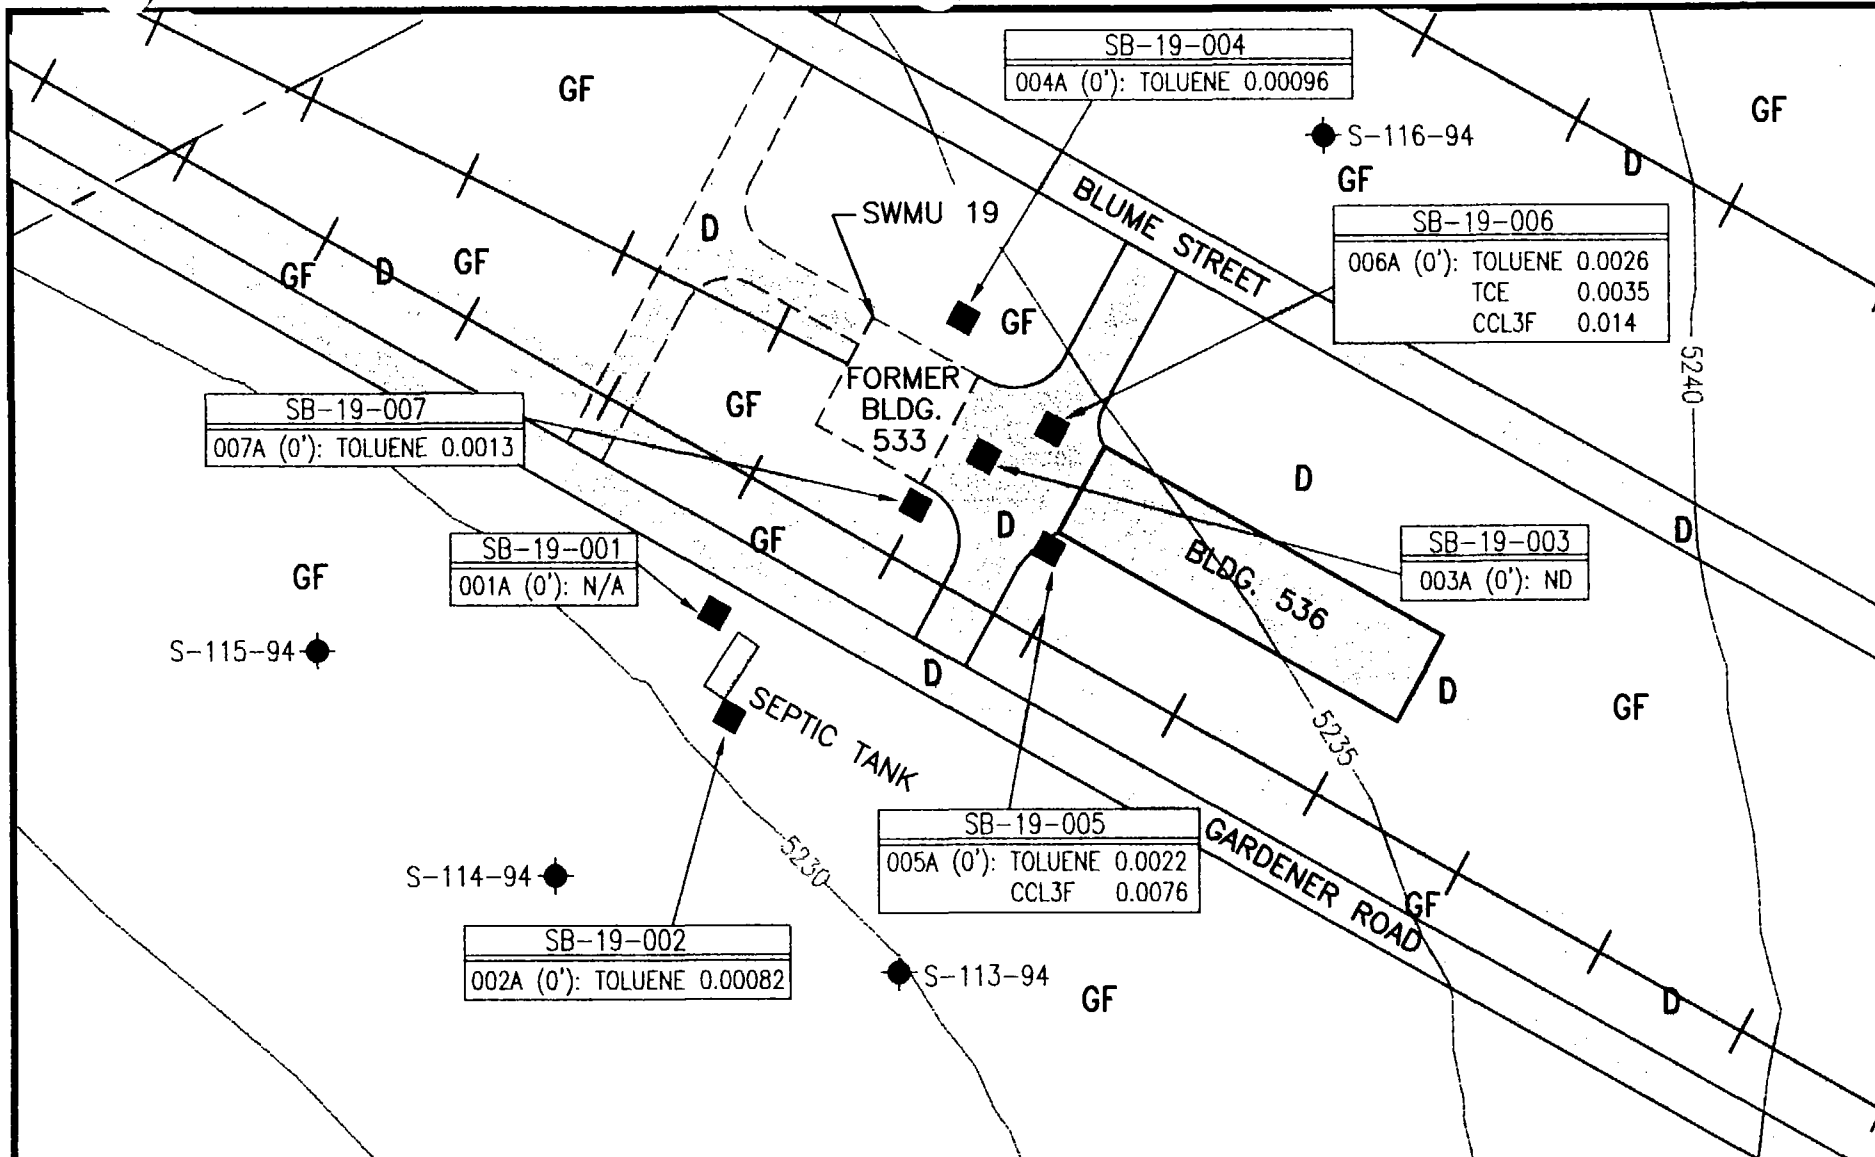 SB-19-004
004A (0'): TOLUENE 0.00096
GF
GF
S-116-94
D
GF
BLUME STREET
SWMU 19
D
SB-19-006
006A (0'): TOLUENE 0.0026
TCE 0.0035
CCL3F 0.014
GF
D
GF
GF
5240
FORMER
BLDG.
533
GF
SB-19-007
007A (0'): TOLUENE 0.0013
D
D
D
GF
SB-19-001
001A (0'): N/A
SB-19-003
003A (0'): ND
GF
BLDG. 536
S-115-94
D
D
GF
SEPTIC TANK
5235
SB-19-005
005A (0'): TOLUENE 0.0022
CCL3F 0.0076
GARDENER ROAD
5230
S-114-94
GF
SB-19-002
002A (0'): TOLUENE 0.00082
S-113-94
GF
D